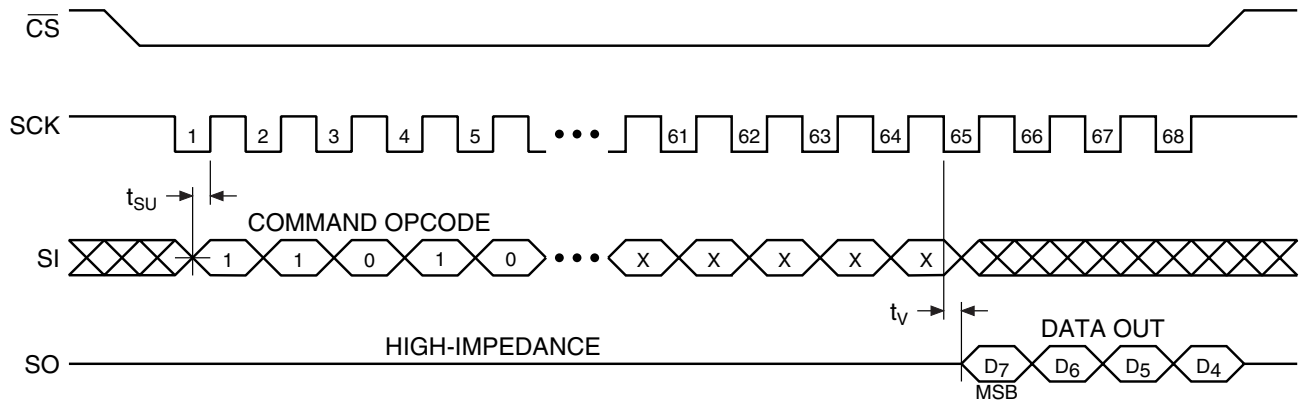 CS
SCK 1 2 3 4 5 ••• 61 62 63 64 65 66 67 68
tSU
COMMAND OPCODE
SI 1 1 0 1 0 ••• X X X X X
tV
DATA OUT
HIGH-IMPEDANCE
SO D7 D6 D5 D4
MSB